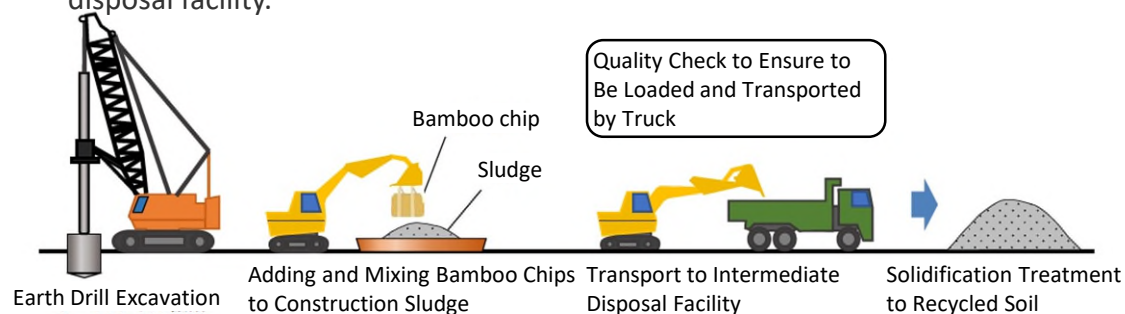 disposal facility.
Quality Check to Ensure to
Be Loaded and Transported
by Truck
Bamboo chip
Sludge
Earth Drill Excavation
Adding and Mixing Bamboo Chips
to Construction Sludge
Transport to Intermediate
Disposal Facility
Solidification Treatment
to Recycled Soil